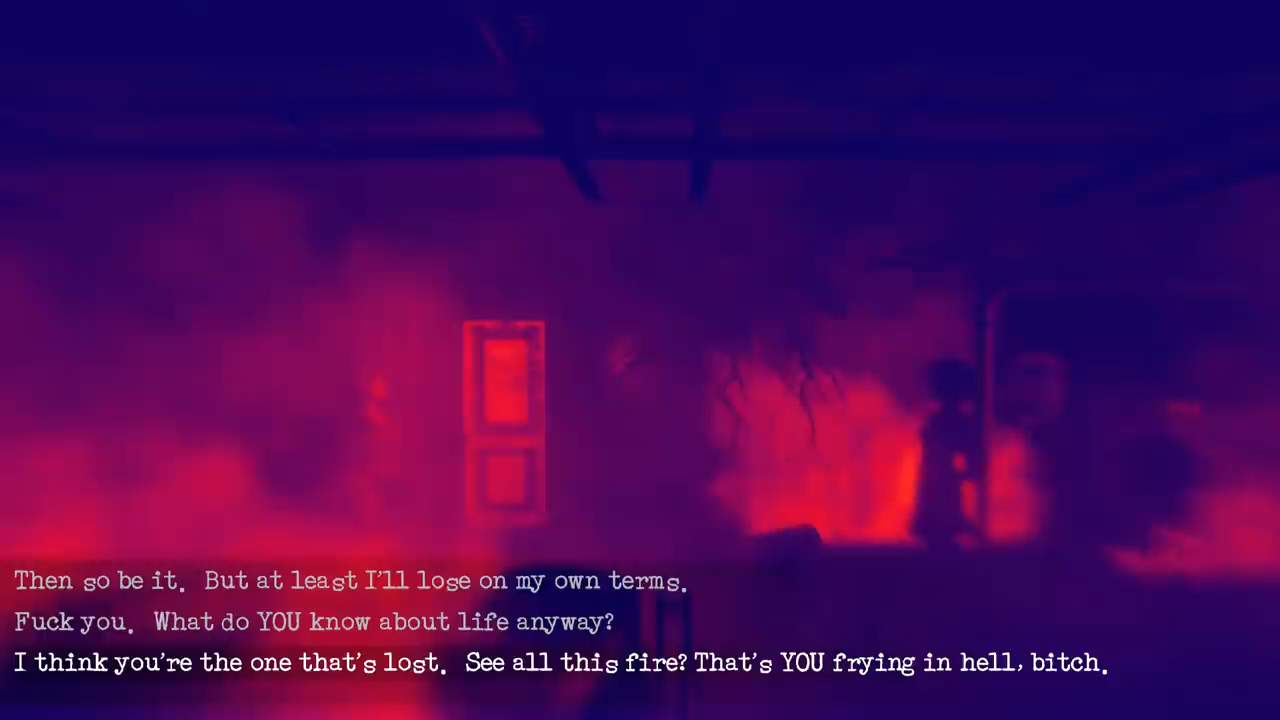 Then so be it.  But at least I'll lose on my own terms.
Fuck you.  What do YOU know about life anyway?
I think you're the one that's lost.  See all this fire? That's YOU frying in hell, bitch.